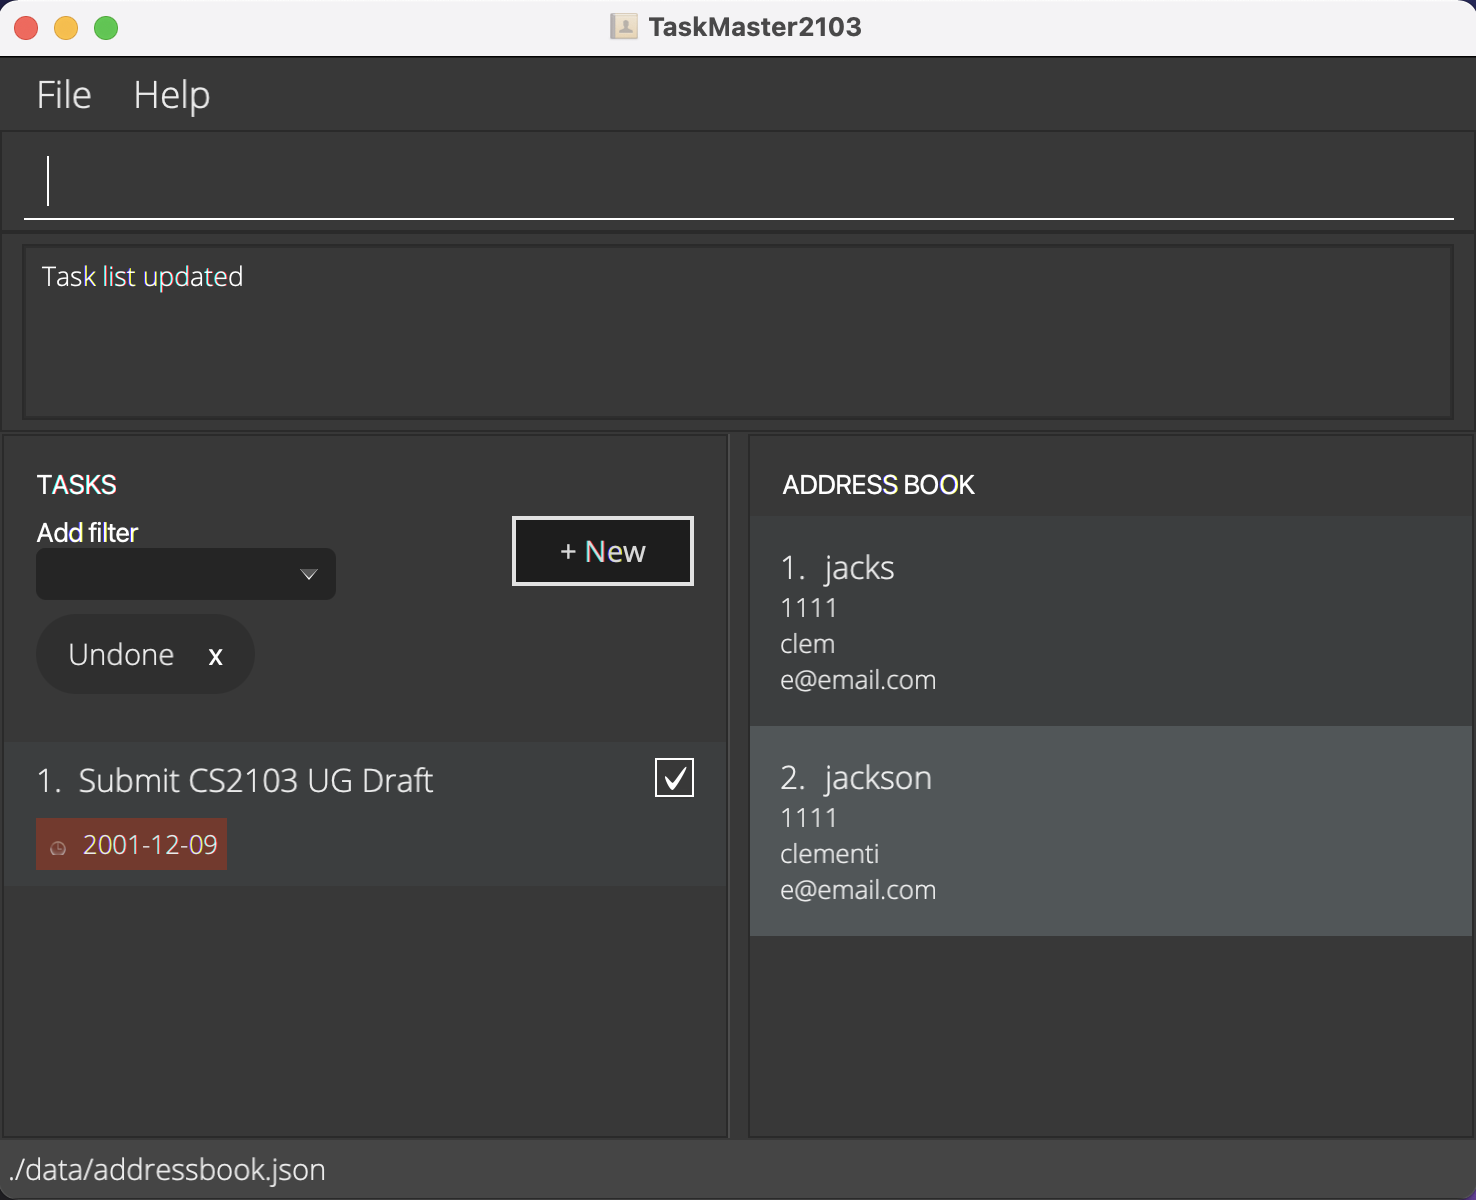 TaskMaster2103
File Help
Task list updated
TASKS
Add filter
+ New
Undone x
1. Submit CS2103 UG Draft
2001-12-09
ADDRESS BOOK
1. jacks
1111
clem
e@email.com
2. jackson
1111
clementi
e@email.com
./data/addressbook.json